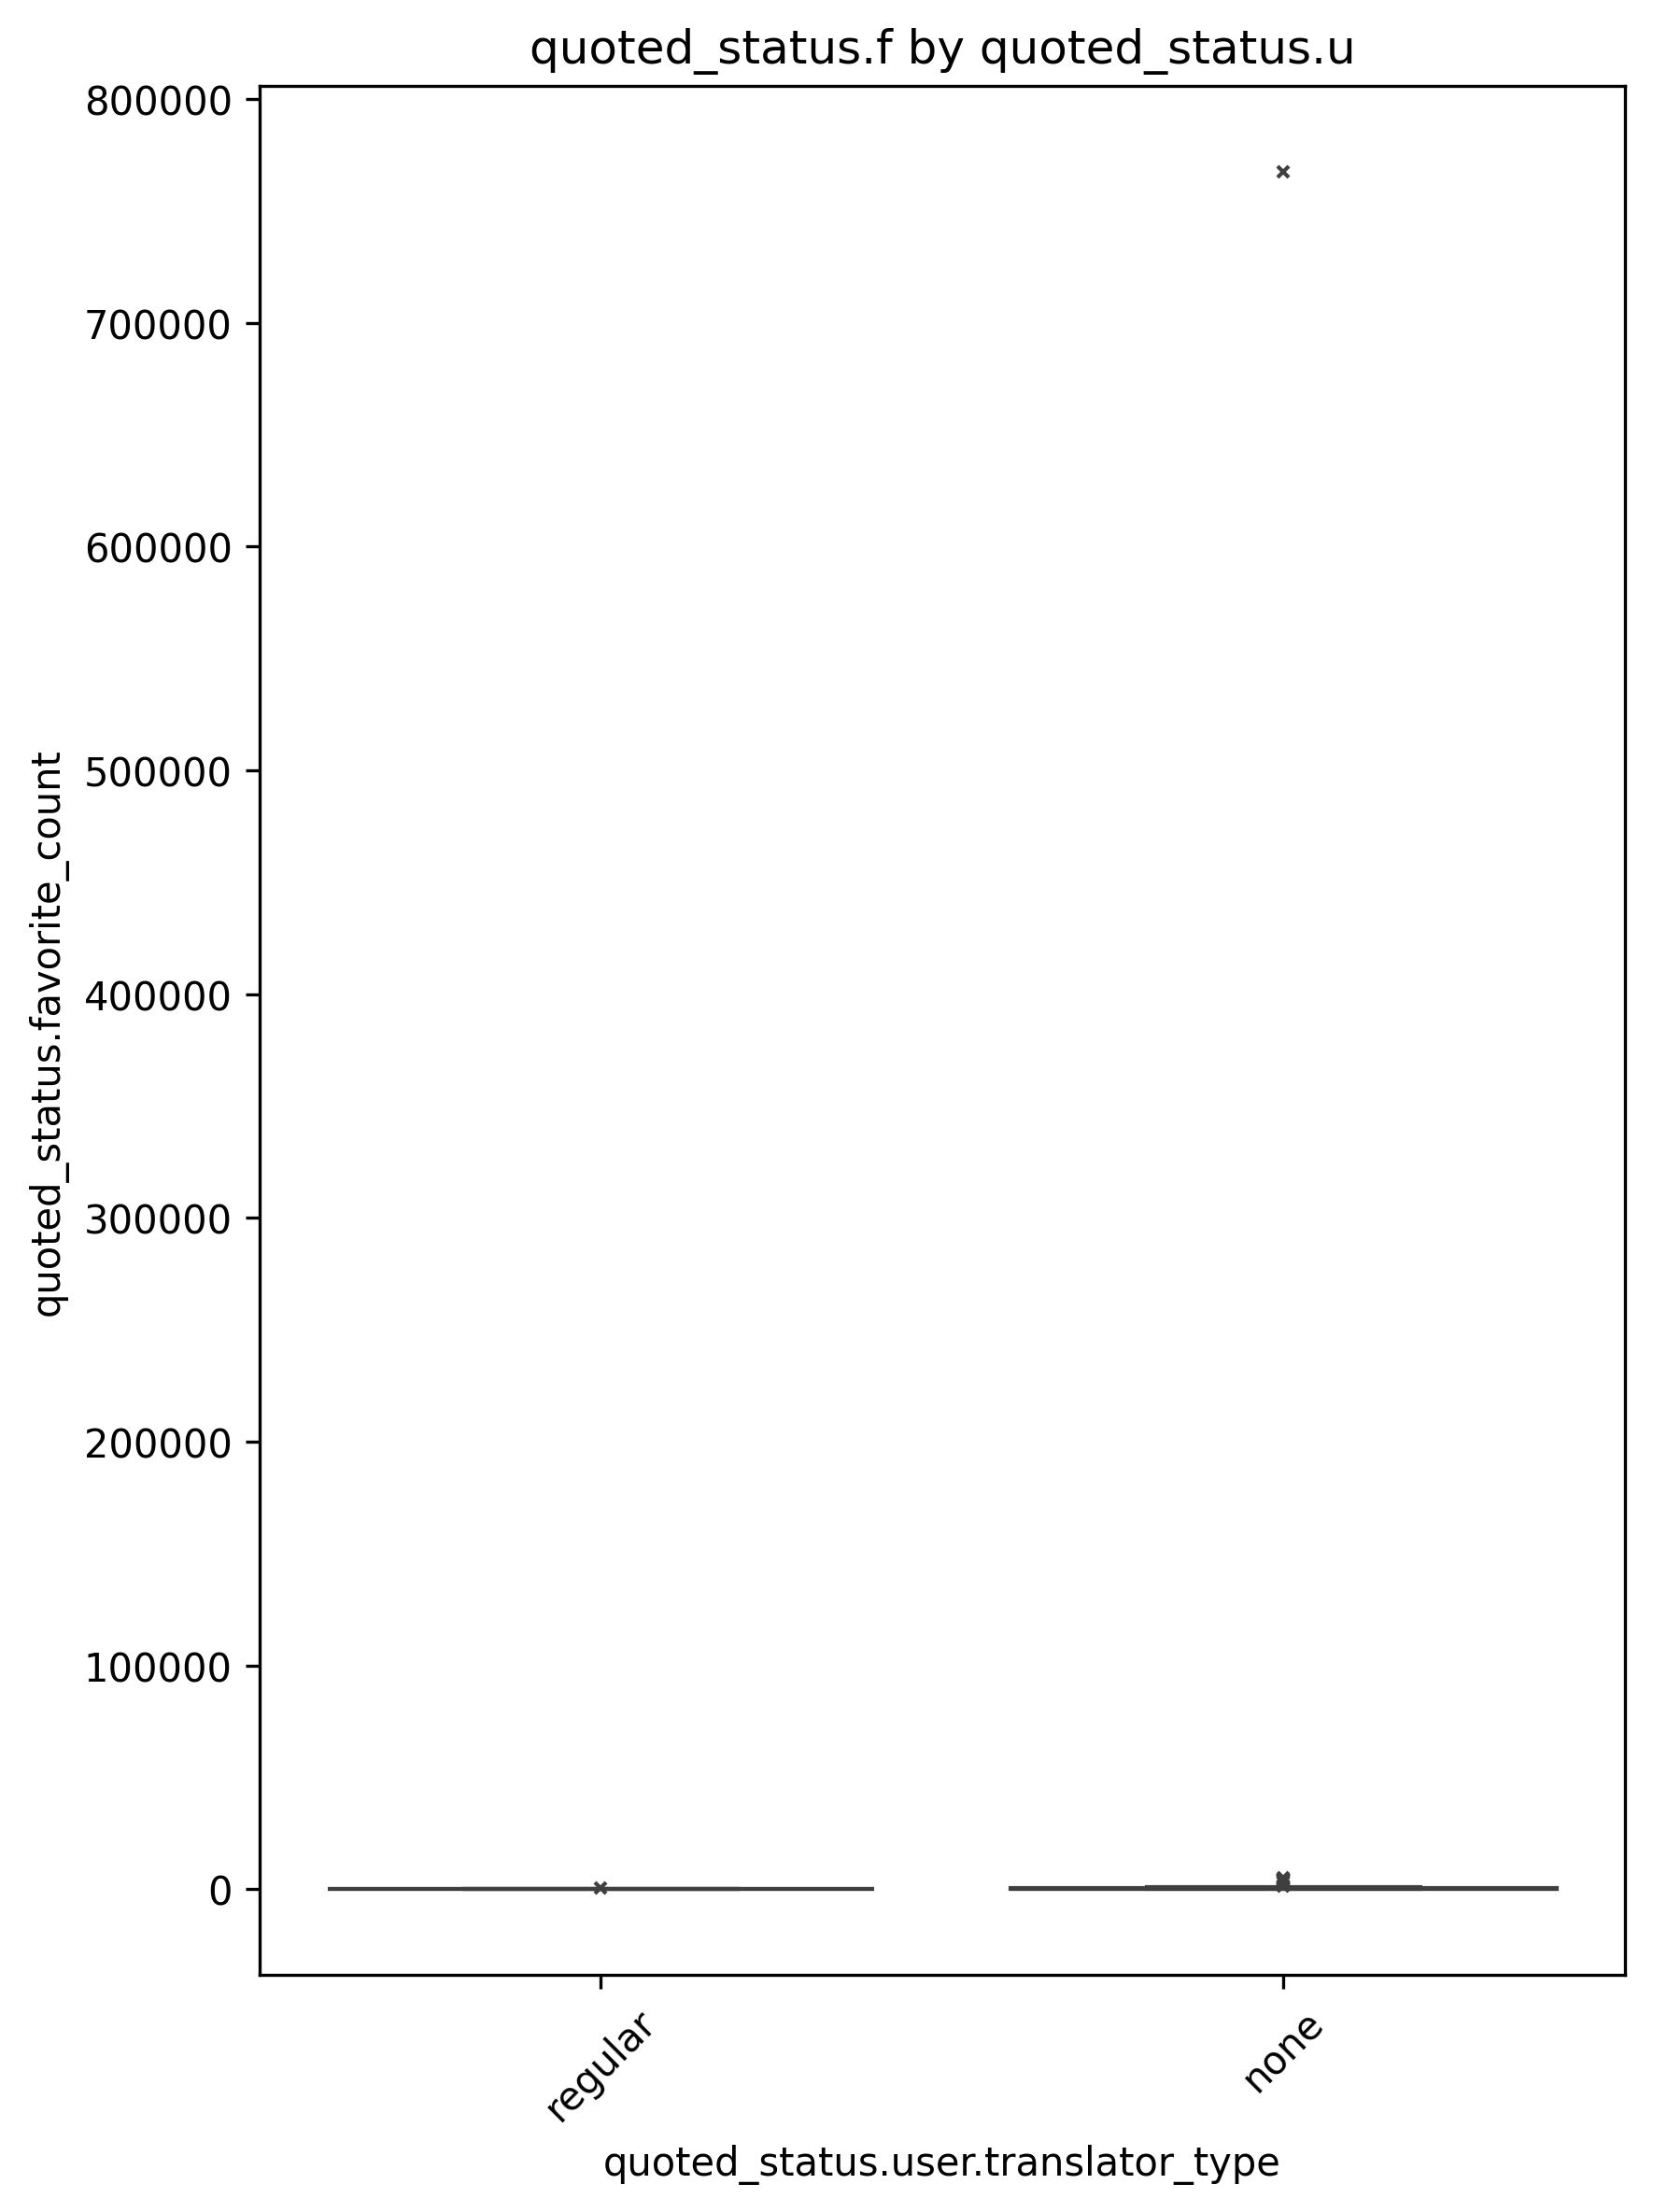 quoted_status.f by quoted_status.u
800000
700000
600000
500000
400000
300000
200000
100000
0
quoted_status.favorite_count
regular
none
quoted_status.user.translator_type